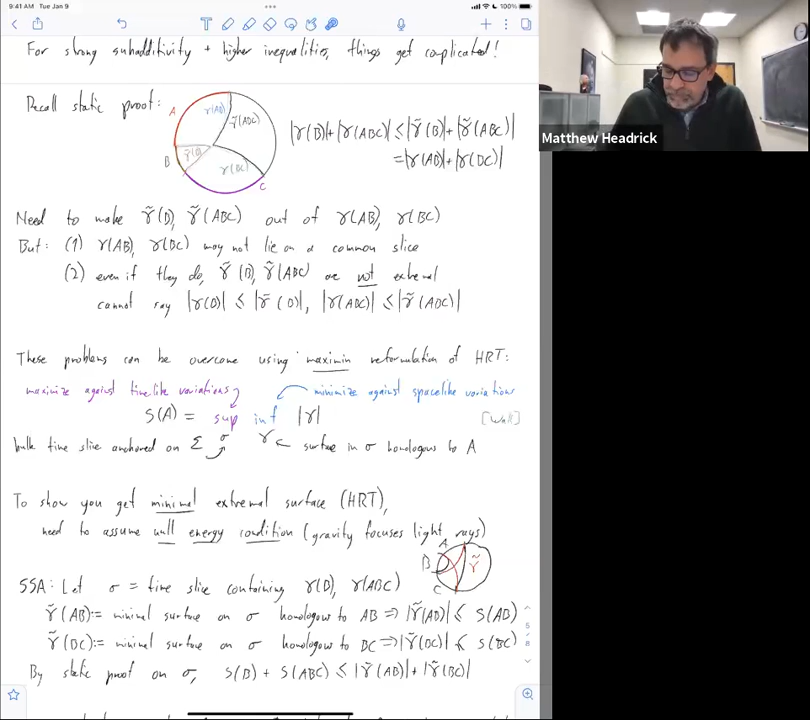 9:41 AM Tue Jan 9
100%
For strong subadditivity + higher inequalities, things get complicated!
Recall static proof:
A
γ(AB)
γ̃(ABC)
B
γ̃(B)
γ(BC)
C
|γ(B)|+|γ(ABC)| ≤ |γ̃(B)|+|γ̃(ABC)|
= |γ(AB)|+|γ(BC)|
Matthew Headrick
Need to make γ̃(B), γ̃(ABC) out of γ(AB), γ(BC)
But: (1) γ(AB), γ(BC) may not lie on a common slice
(2) even if they do, γ̃(B), γ̃(ABC) are not extremal
cannot say |γ(B)| ≤ |γ̃(B)|, |γ(ABC)| ≤ |γ̃(ABC)|
These problems can be overcome using maximin reformulation of HRT:
maximize against timelike variations
minimize against spacelike variations
S(A) = sup inf |γ|
[Wall]
σ γ
bulk time slice anchored on Σ
surface in σ homologous to A
To show you get minimal extremal surface (HRT),
need to assume null energy condition (gravity focuses light rays)
A
B
C
γ̃
SSA: Let σ = time slice containing γ(B), γ(ABC)
γ̃(AB) := minimal surface on σ homologous to AB ⇒ |γ̃(AB)| ≤ S(AB)
γ̃(BC) := minimal surface on σ homologous to BC ⇒ |γ̃(BC)| ≤ S(BC)
By static proof on σ, S(B) + S(ABC) ≤ |γ̃(AB)| + |γ̃(BC)|
5
8